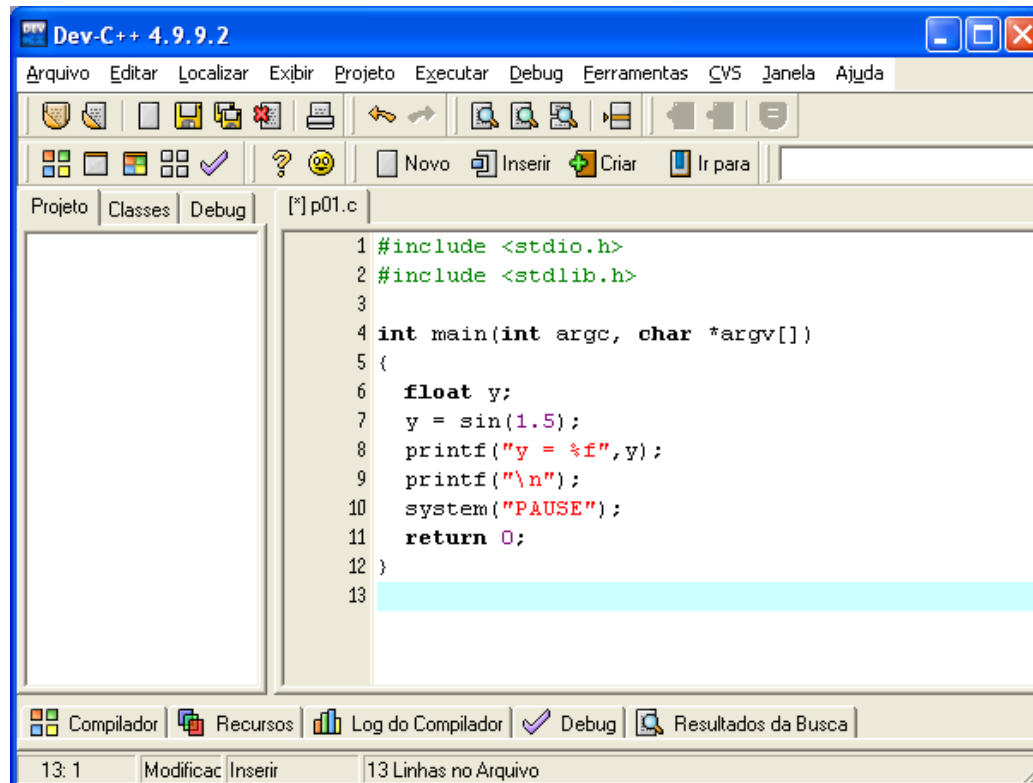 Dev-C++ 4.9.9.2
Arquivo Editar Localizar Exibir Projeto Executar Debug Ferramentas CVS Janela Ajuda
Novo Inserir Criar Ir para
Projeto Classes Debug [*] p01.c
1 #include <stdio.h>
2 #include <stdlib.h>
3
4 int main(int argc, char *argv[])
5 {
6 float y;
7 y = sin(1.5);
8 printf("y = %f",y);
9 printf("\n");
10 system("PAUSE");
11 return 0;
12 }
13
Compilador Recursos Log do Compilador Debug Resultados da Busca
13: 1 Modificac Inserir 13 Linhas no Arquivo